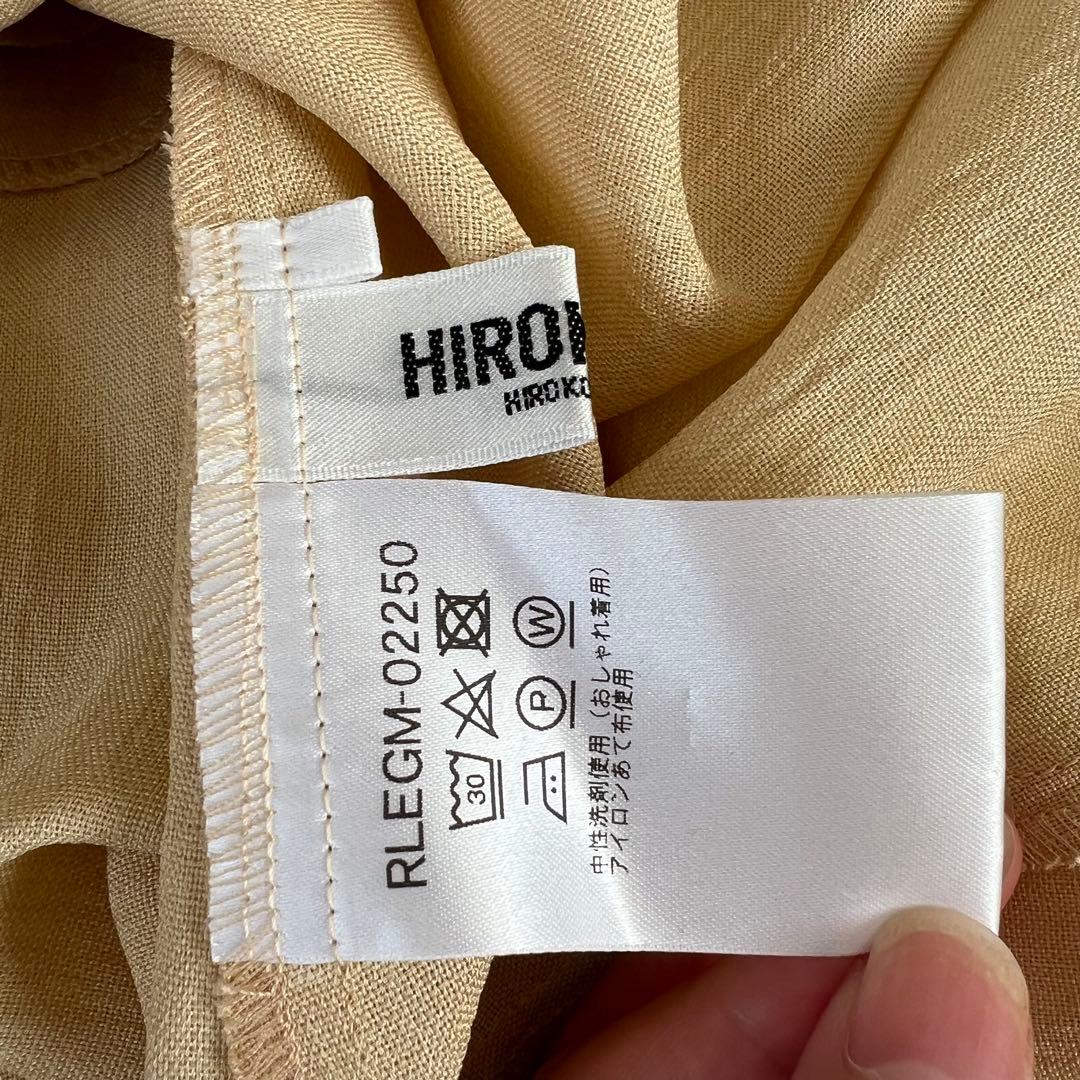 HIRO
HIROKO
RLEGM-02250
30
P
W
中性洗剤使用（おしゃれ着用）
アイロンあて布使用